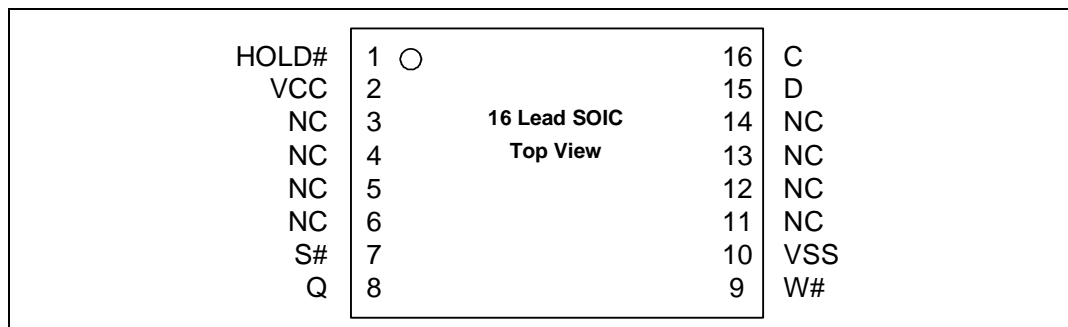 HOLD# 1 16 C
VCC 2 15 D
NC 3 16 Lead SOIC 14 NC
NC 4 Top View 13 NC
NC 5 12 NC
NC 6 11 NC
S# 7 10 VSS
Q 8 9 W#